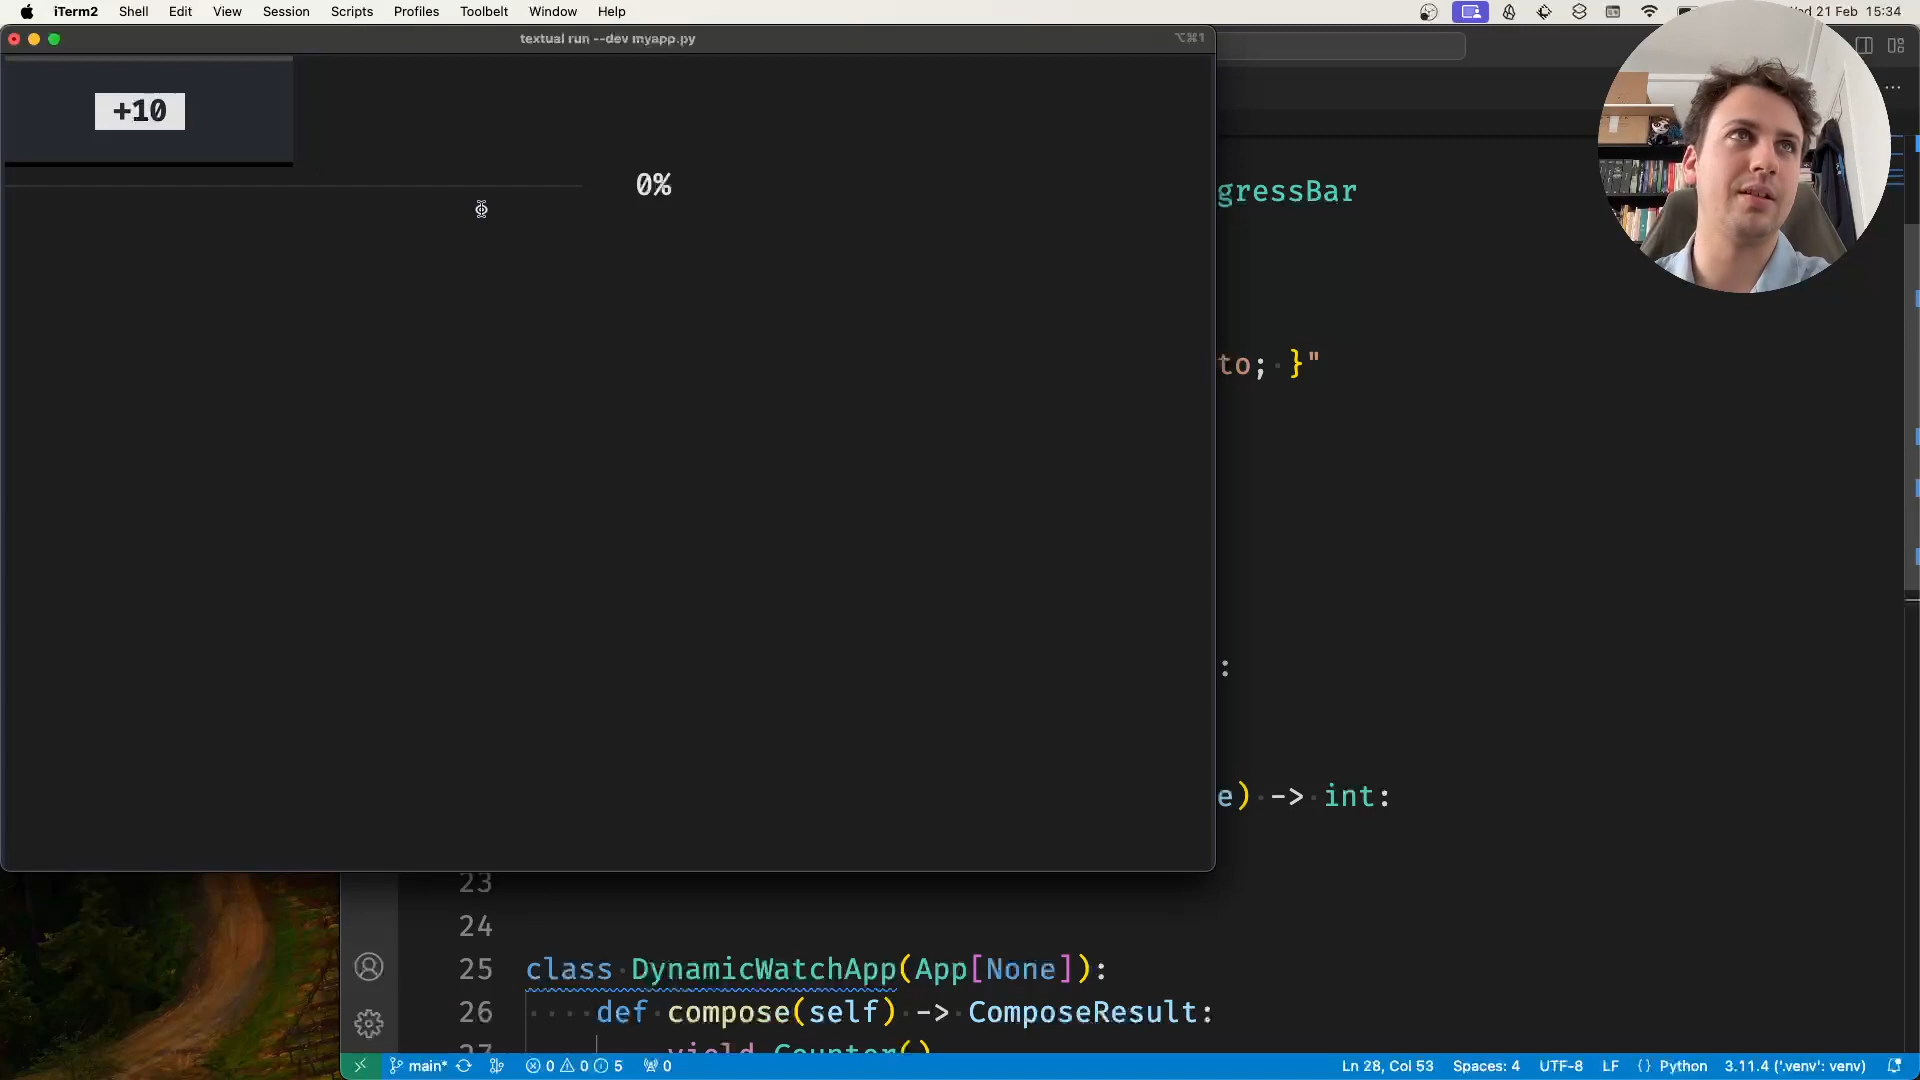 iTerm2 Shell Edit View Session Scripts Profiles Toolbelt Window Help
d 21 Feb 15:34
textual run --dev myapp.py
⌥⌘1
+10
0%
gressBar
to; }"
:
e) -> int:
23
24
25 class DynamicWatchApp(App[None]):
26 def compose(self) -> ComposeResult:
27 yield Counter()
main* 0 0 5 0
Ln 28, Col 53 Spaces: 4 UTF-8 LF { } Python 3.11.4 ('.venv': venv)